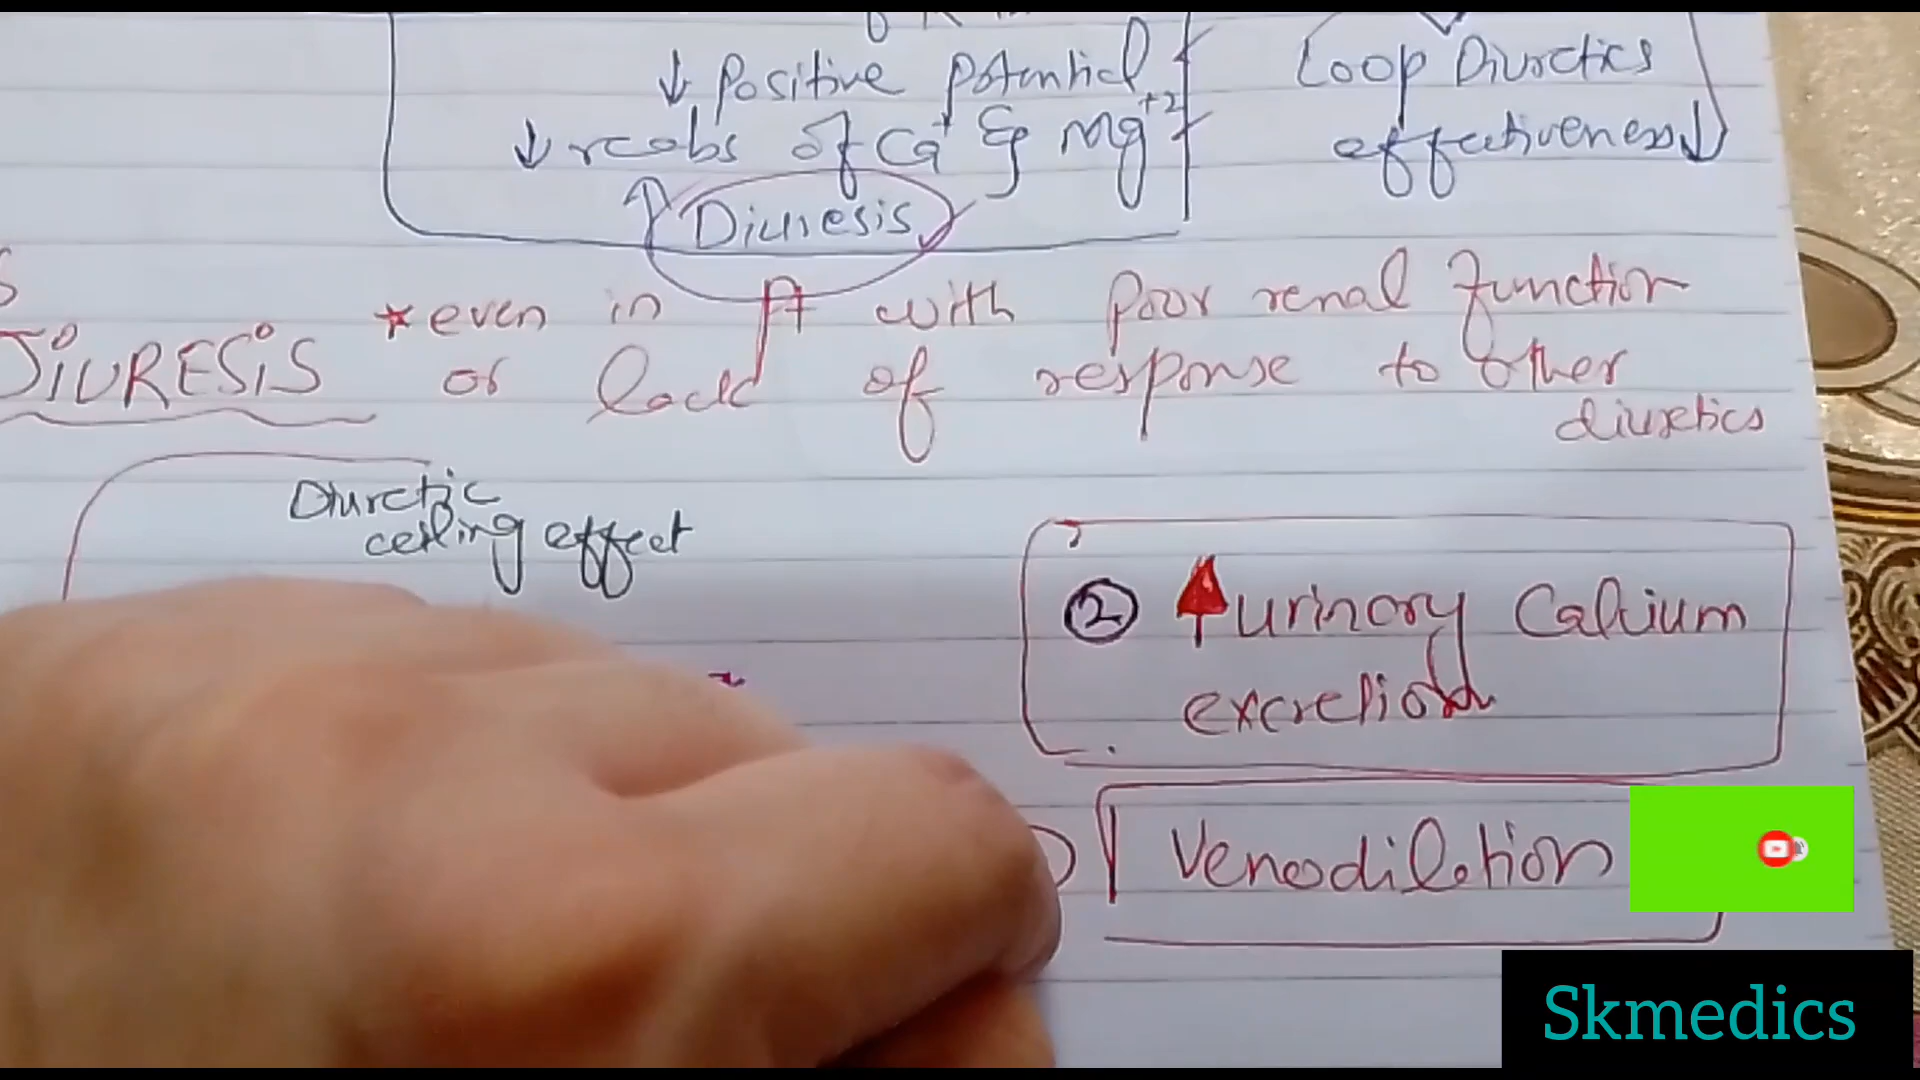 ↓ Positive potential
↓ reabs of Ca+ & Mg+2
↑ Diuresis
Loop Diuretics
effectiveness↓
DiURESiS
*even in Pt with Poor renal function
or lack of response to other
diuretics
Diuretic
ceiling effect
② ↑urinary Calcium
excretion
Venodilation
Skmedics